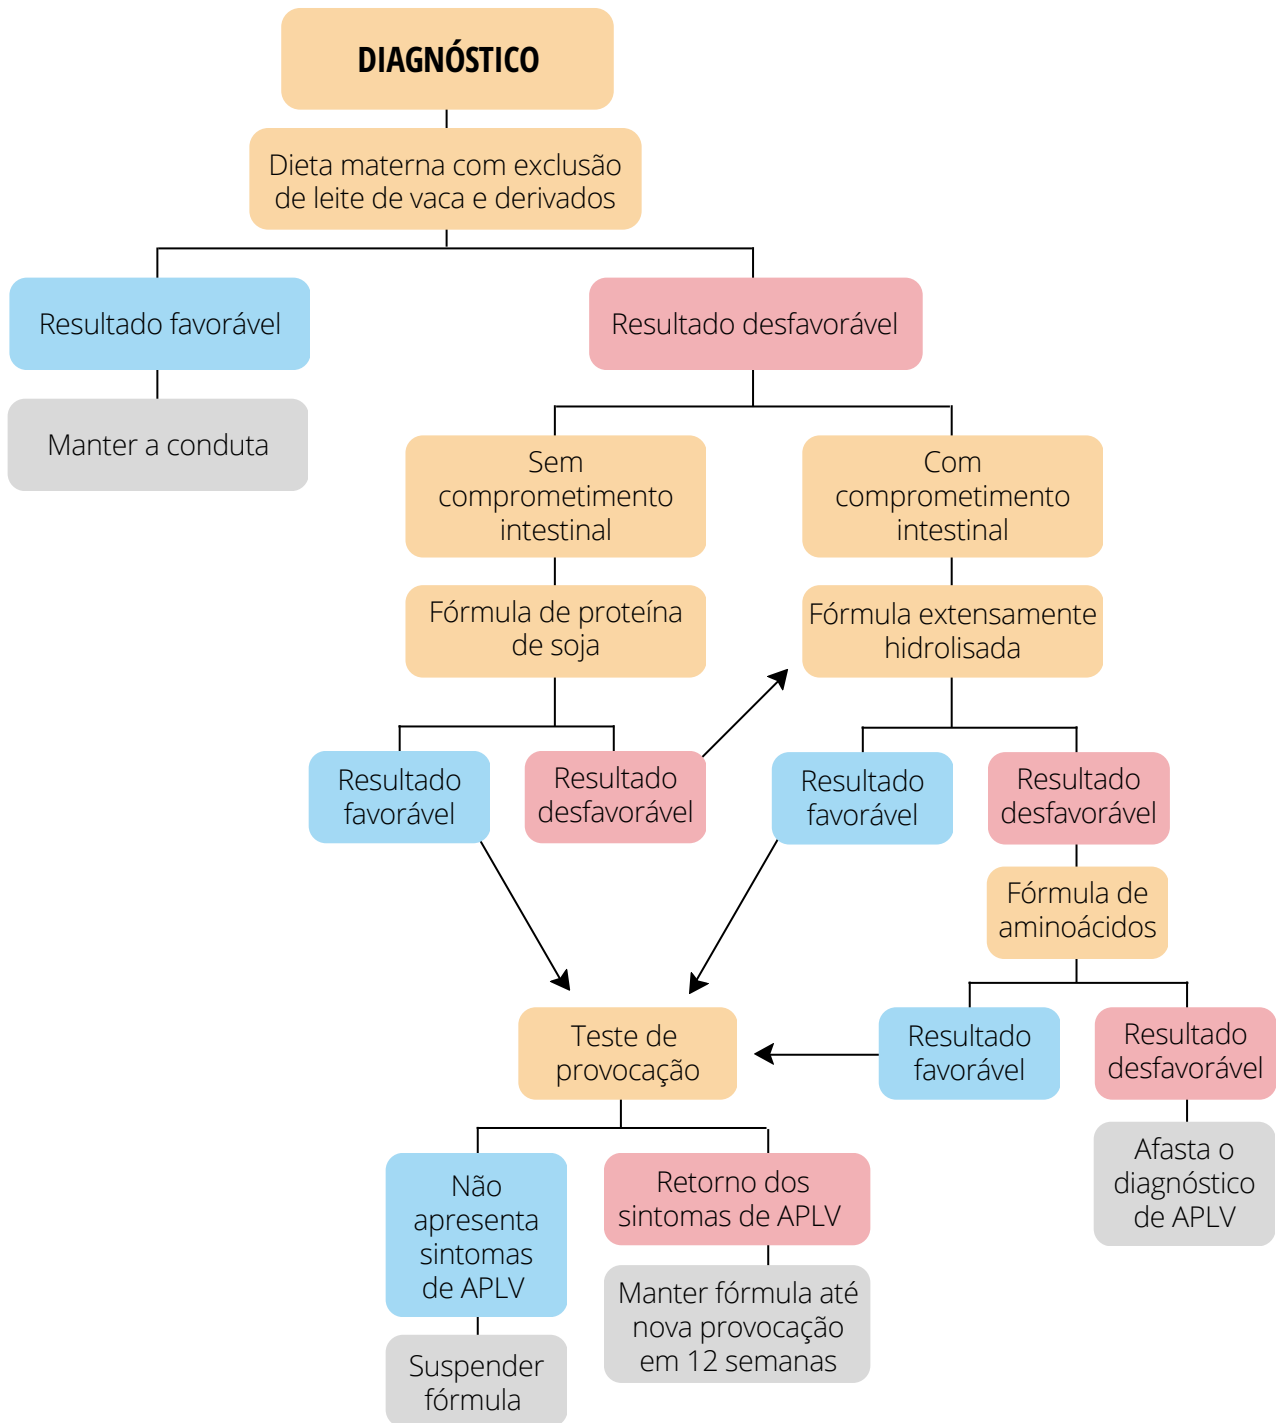 DIAGNÓSTICO
Dieta materna com exclusão
de leite de vaca e derivados
Resultado favorável
Resultado desfavorável
Manter a conduta
Sem
comprometimento
intestinal
Com
comprometimento
intestinal
Fórmula de proteína
de soja
Fórmula extensamente
hidrolisada
Resultado
favorável
Resultado
desfavorável
Resultado
favorável
Resultado
desfavorável
Fórmula de
aminoácidos
Teste de
provocação
Resultado
favorável
Resultado
desfavorável
Não
apresenta
sintomas
de APLV
Retorno dos
sintomas de APLV
Afasta o
diagnóstico
de APLV
Suspender
fórmula
Manter fórmula até
nova provocação
em 12 semanas